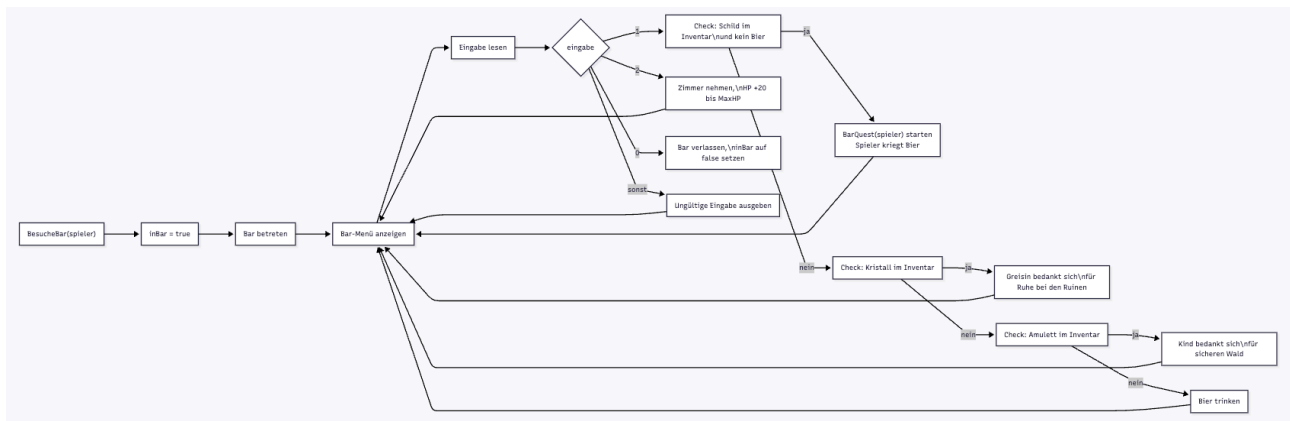 Eingabe lesen
eingabe
1
Check: Schild im
Inventar\nund kein Bier
ja
2
Zimmer nehmen,\nHP +20
bis MaxHP
0
Bar verlassen,\ninBar auf
false setzen
BarQuest(spieler) starten
Spieler kriegt Bier
sonst
Ungültige Eingabe ausgeben
BesucheBar(spieler)
inBar = true
Bar betreten
Bar-Menü anzeigen
nein
Check: Kristall im Inventar
ja
Greisin bedankt sich\nfür
Ruhe bei den Ruinen
nein
Check: Amulett im Inventar
ja
Kind bedankt sich\nfür
sicheren Wald
nein
Bier trinken